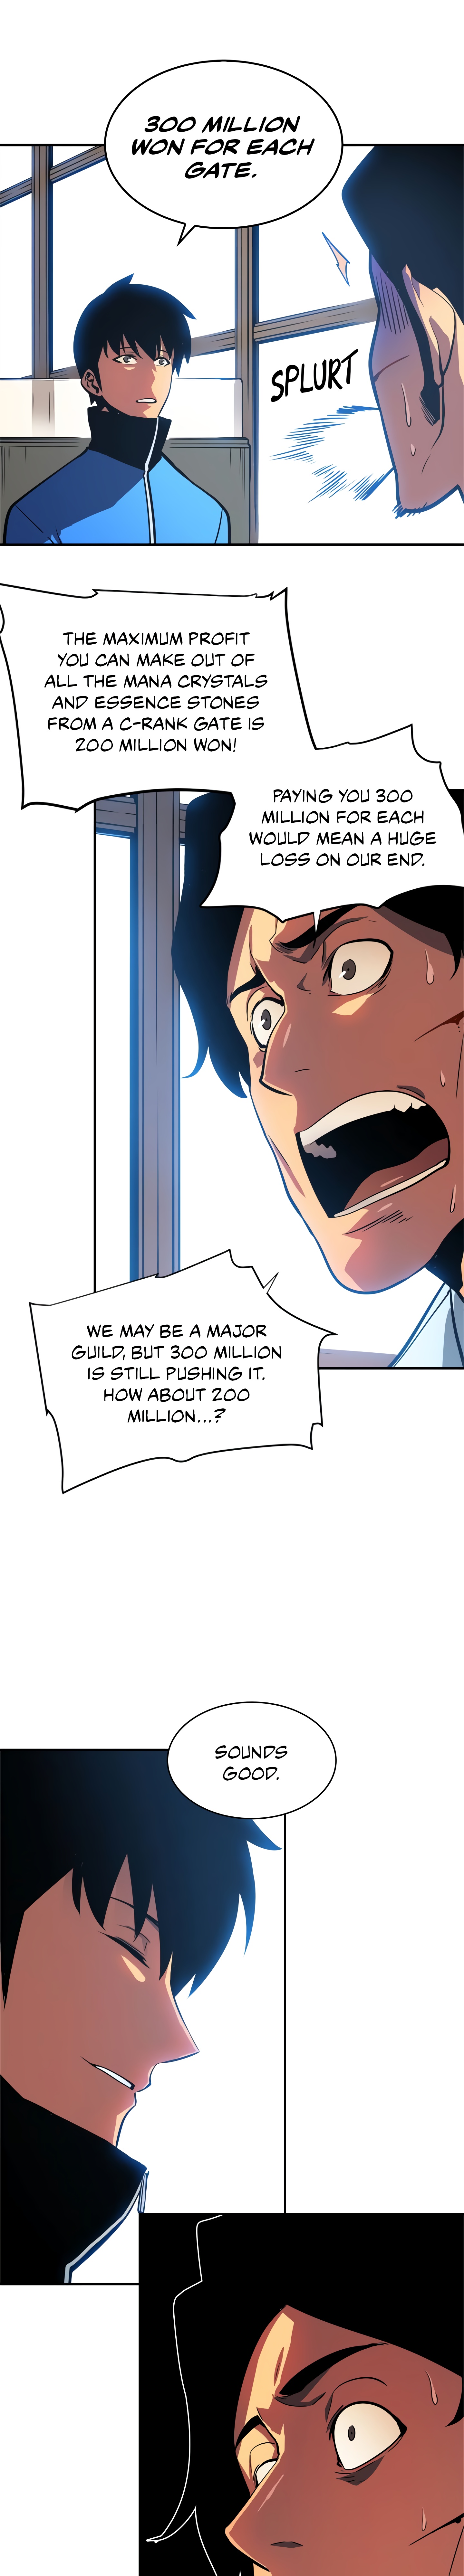 300 MILLION
WON FOR EACH
GATE.
SPLURT
THE MAXIMUM PROFIT
YOU CAN MAKE OUT OF
ALL THE MANA CRYSTALS
AND ESSENCE STONES
FROM A C-RANK GATE IS
200 MILLION WON!
PAYING YOU 300
MILLION FOR EACH
WOULD MEAN A HUGE
LOSS ON OUR END.
WE MAY BE A MAJOR
GUILD, BUT 300 MILLION
IS STILL PUSHING IT.
HOW ABOUT 200
MILLION...?
SOUNDS
GOOD.